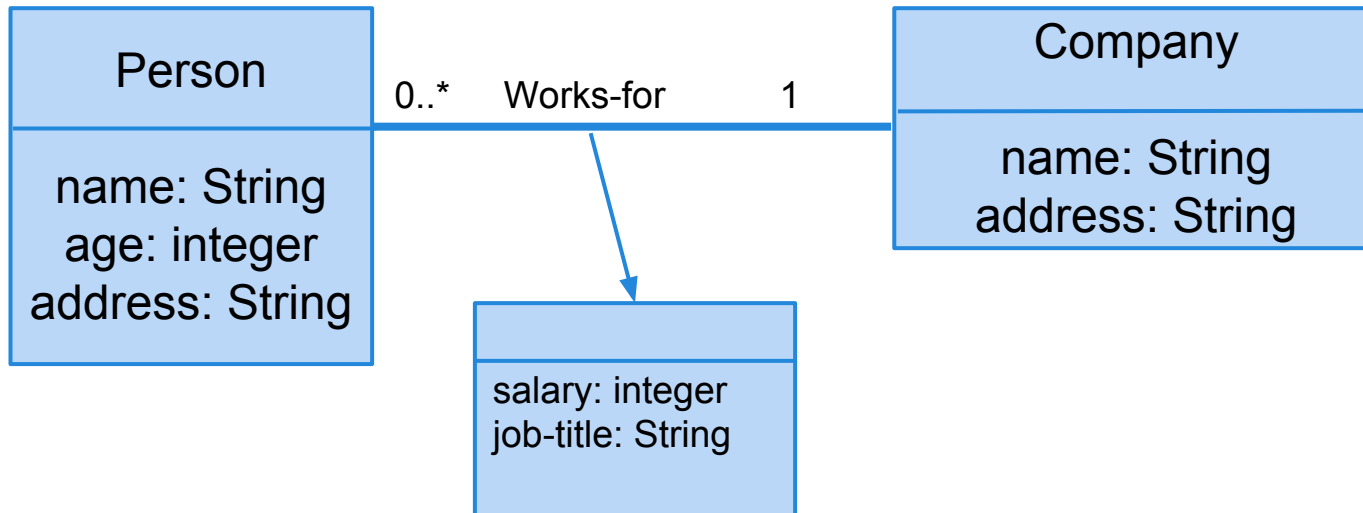 Person
name: String
age: integer
address: String
0..* Works-for 1
Company
name: String
address: String
salary: integer
job-title: String